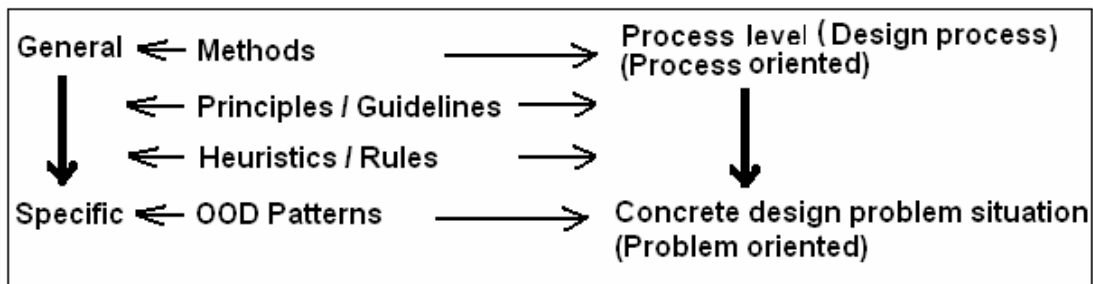 General Methods Process level (Design process)
(Process oriented)
Principles / Guidelines
Heuristics / Rules
Specific OOD Patterns Concrete design problem situation
(Problem oriented)